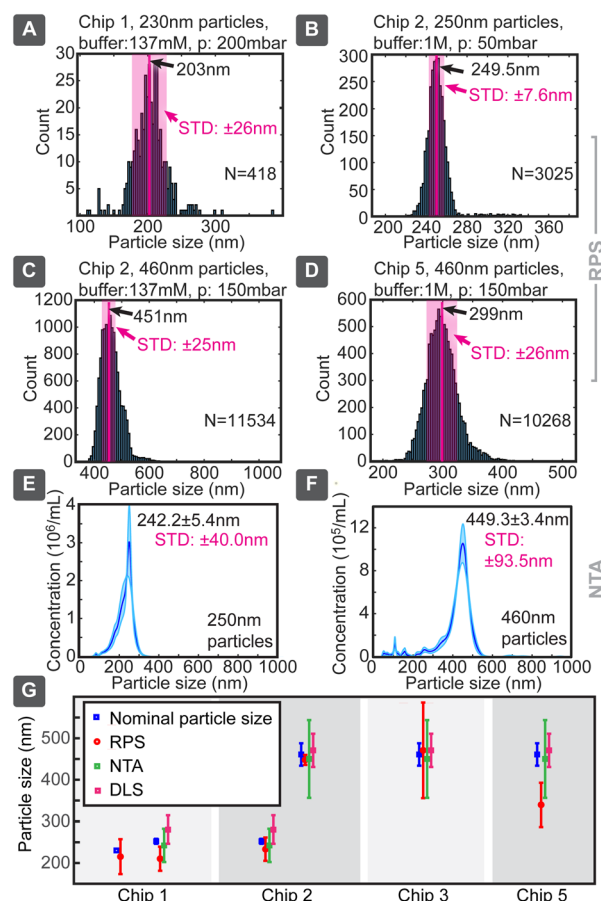 A
Chip 1, 230nm particles,
buffer:137mM, p: 200mbar
30
25
20
15
10
5
0
Count
203nm
STD: ±26nm
N=418
100
200
300
Particle size (nm)
B
Chip 2, 250nm particles,
buffer:1M, p: 50mbar
300
250
200
150
100
50
0
Count
249.5nm
STD: ±7.6nm
N=3025
200
240
280
320
360
Particle size (nm)
RPS
C
Chip 2, 460nm particles,
buffer:137mM, p: 150mbar
1200
1000
800
600
400
200
0
Count
451nm
STD: ±25nm
N=11534
400
600
800
1000
Particle size (nm)
D
Chip 5, 460nm particles,
buffer:1M, p: 150mbar
600
500
400
300
200
100
0
Count
299nm
STD: ±26nm
N=10268
200
300
400
500
Particle size (nm)
E
Concentration (10⁶/mL)
4
3
2
1
0
242.2±5.4nm
STD: ±40.0nm
250nm
particles
0 200 400 600 800 1000
Particle size (nm)
F
Concentration (10⁵/mL)
12
8
4
0
449.3±3.4nm
STD:
±93.5nm
460nm
particles
0 200 400 600 800 1000
Particle size (nm)
NTA
G
Particle size (nm)
500
450
350
250
200
Nominal particle size
RPS
NTA
DLS
Chip 1
Chip 2
Chip 3
Chip 5